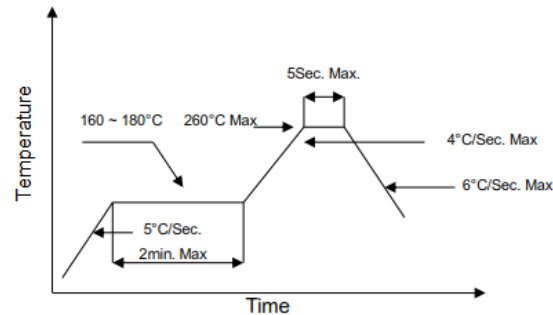 5Sec. Max.
160 ~ 180°C
260°C Max
4°C/Sec. Max
6°C/Sec. Max
5°C/Sec.
2min. Max
Temperature
Time